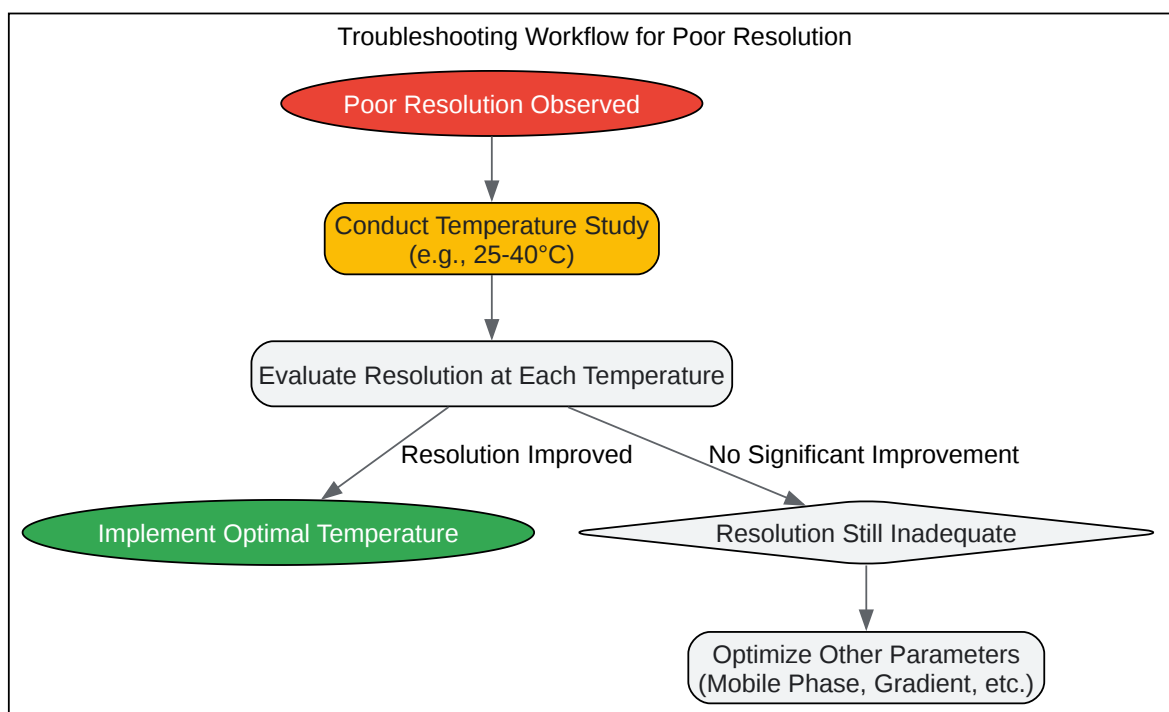 Troubleshooting Workflow for Poor Resolution
Poor Resolution Observed
Conduct Temperature Study
(e.g., 25-40°C)
Evaluate Resolution at Each Temperature
Resolution Improved
No Significant Improvement
Implement Optimal Temperature
Resolution Still Inadequate
Optimize Other Parameters
(Mobile Phase, Gradient, etc.)